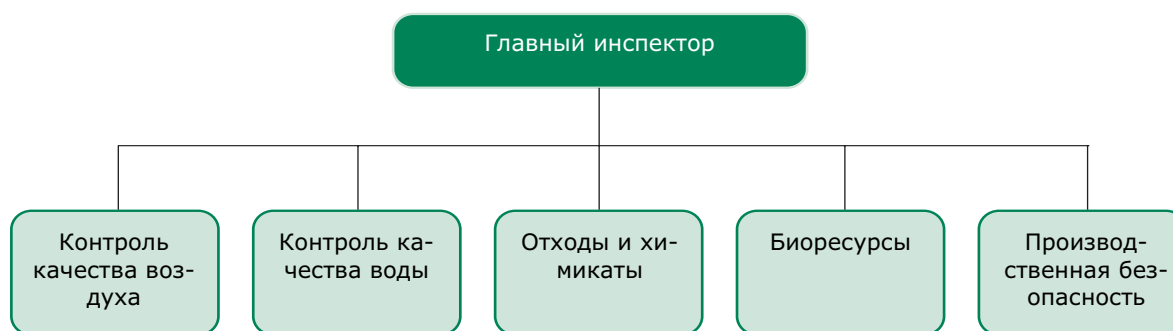 Главный инспектор
Контроль
качества воз-
духа
Контроль ка-
чества воды
Отходы и хи-
микаты
Биоресурсы
Производ-
ственная без-
опасность